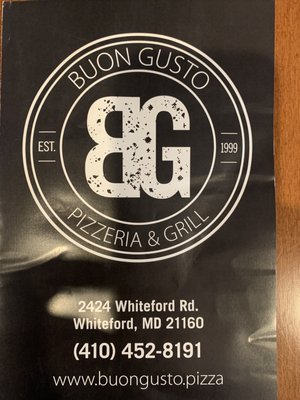 BUON GUSTO
EST. 1999
BG
PIZZERIA & GRILL
2424 Whiteford Rd.
Whiteford, MD 21160
(410) 452-8191
www.buongusto.pizza